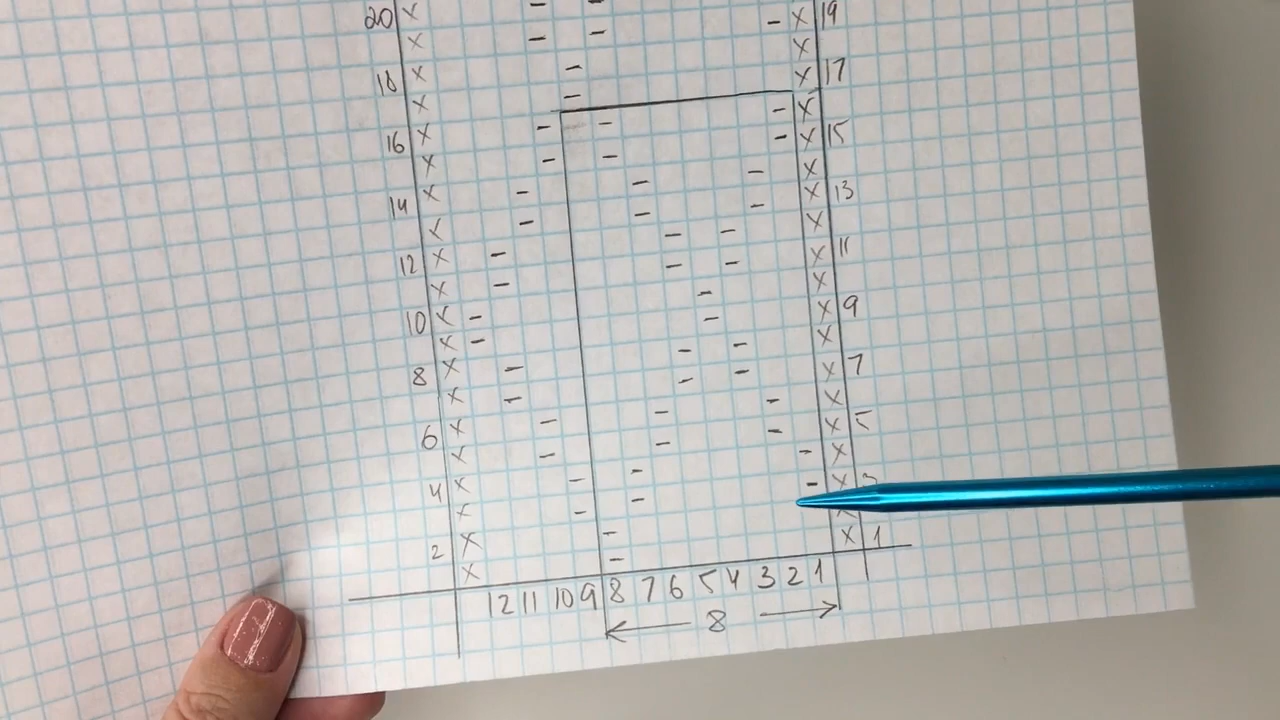 20 X - -
X - - - X 19
18 X - X
X - X 17
16 X - - - X
X - - - X 15
14 X - - - X
X - - - X 13
12 X - - - X
X - - - X 11
10 X - - X
X - - X 9
8 X - - - X
X - - - X 7
6 X - - - X
X - - - X 5
4 X - - - X
X - - - X
2 X -
X - X 1
12 11 10 9 8 7 6 5 4 3 2 1
8